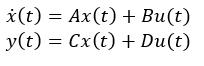 ẋ(t) = Ax(t) + Bu(t)
y(t) = Cx(t) + Du(t)